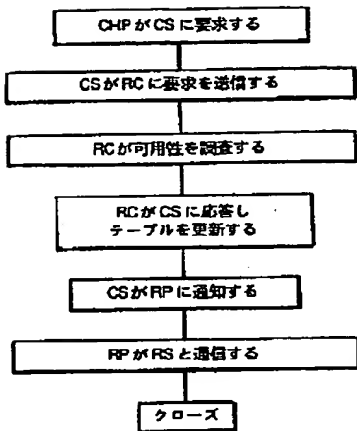 CHPがCSに要求する
CSがRCに要求を送信する
RCが可用性を調査する
RCがCSに応答し
テーブルを更新する
CSがRPに通知する
RPがRSと通信する
クローズ